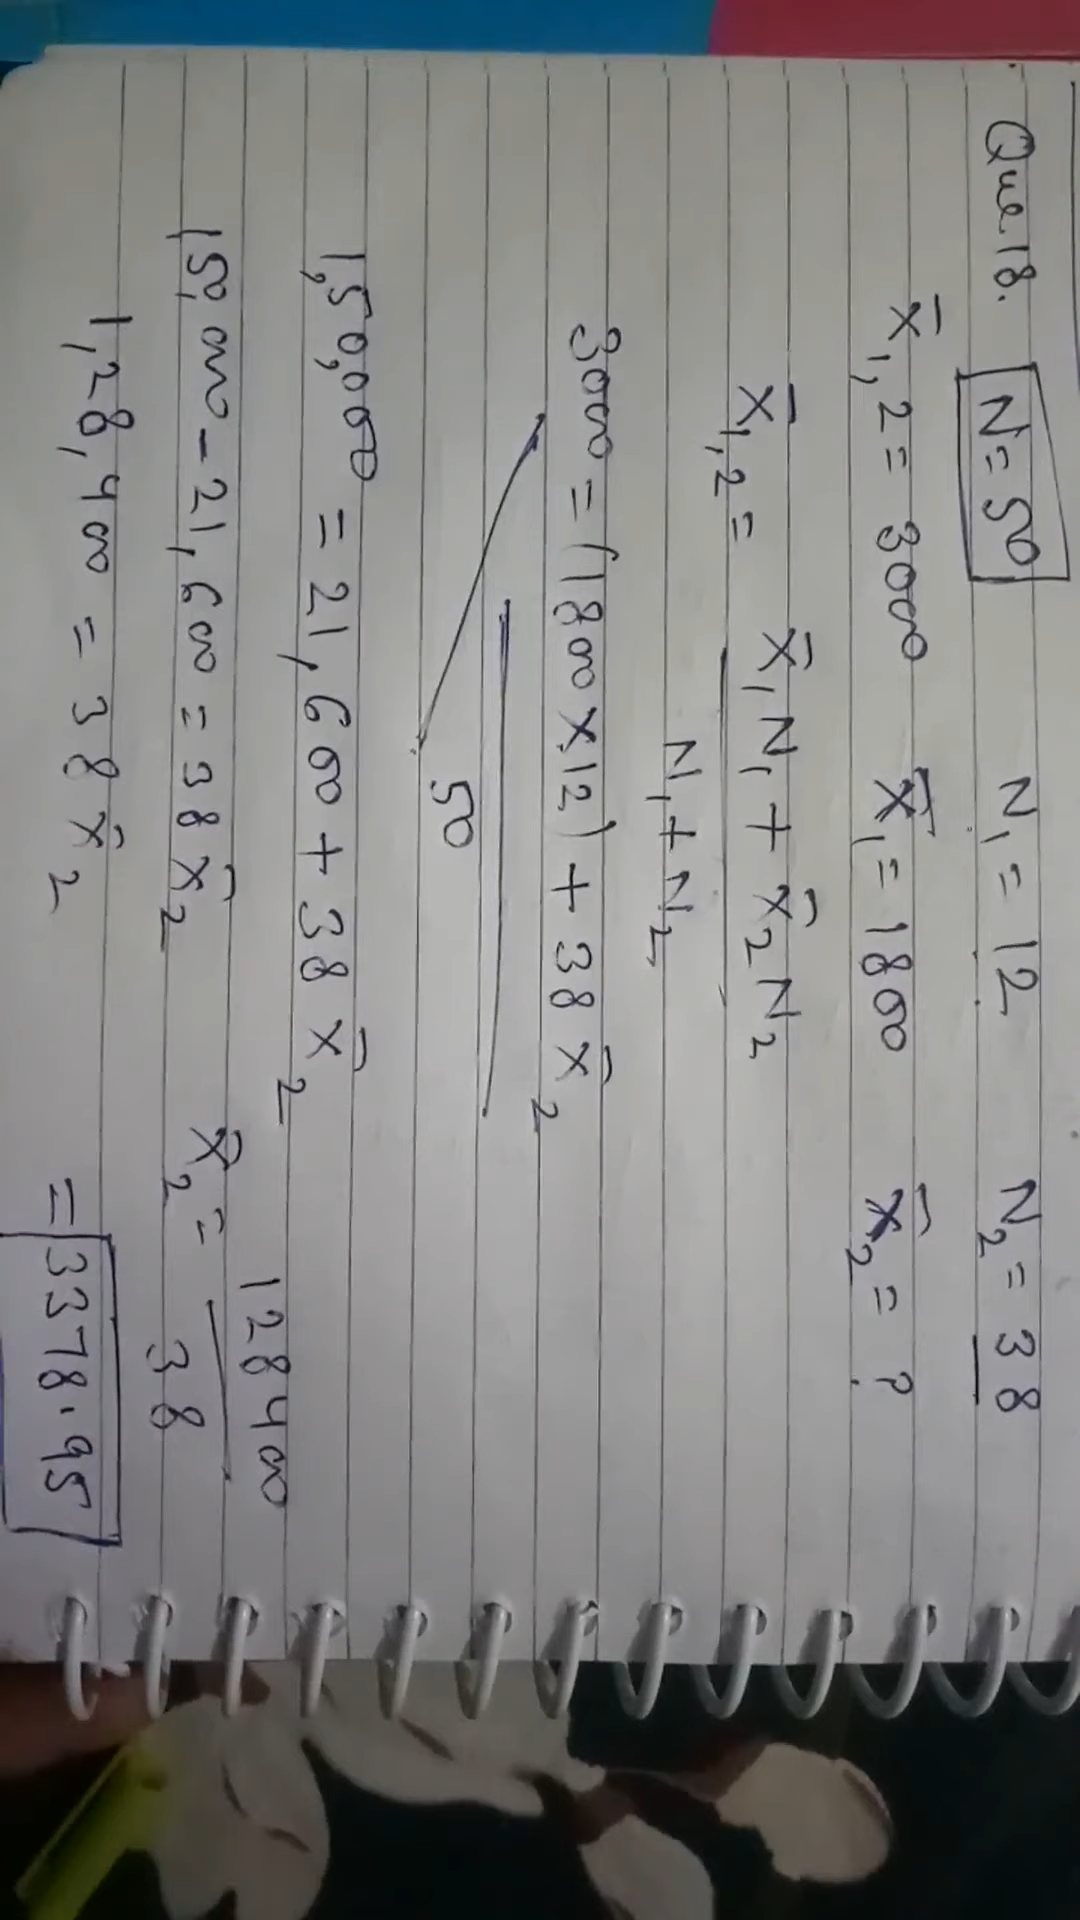 Que.18. N = 50 N₁ = 12 N₂ = 38
x̄₁,₂ = 3000 x̄₁ = 1800 x̄₂ = ?
x̄₁,₂ = x̄₁N₁ + x̄₂N₂
N₁ + N₂
3000 = (1800 × 12) + 38 x̄₂
50
1,50,000 = 21,600 + 38 x̄₂
150,000 - 21,600 = 38 x̄₂
x̄₂ = 128400
38
1,28,400 = 38 x̄₂
= 3378.95